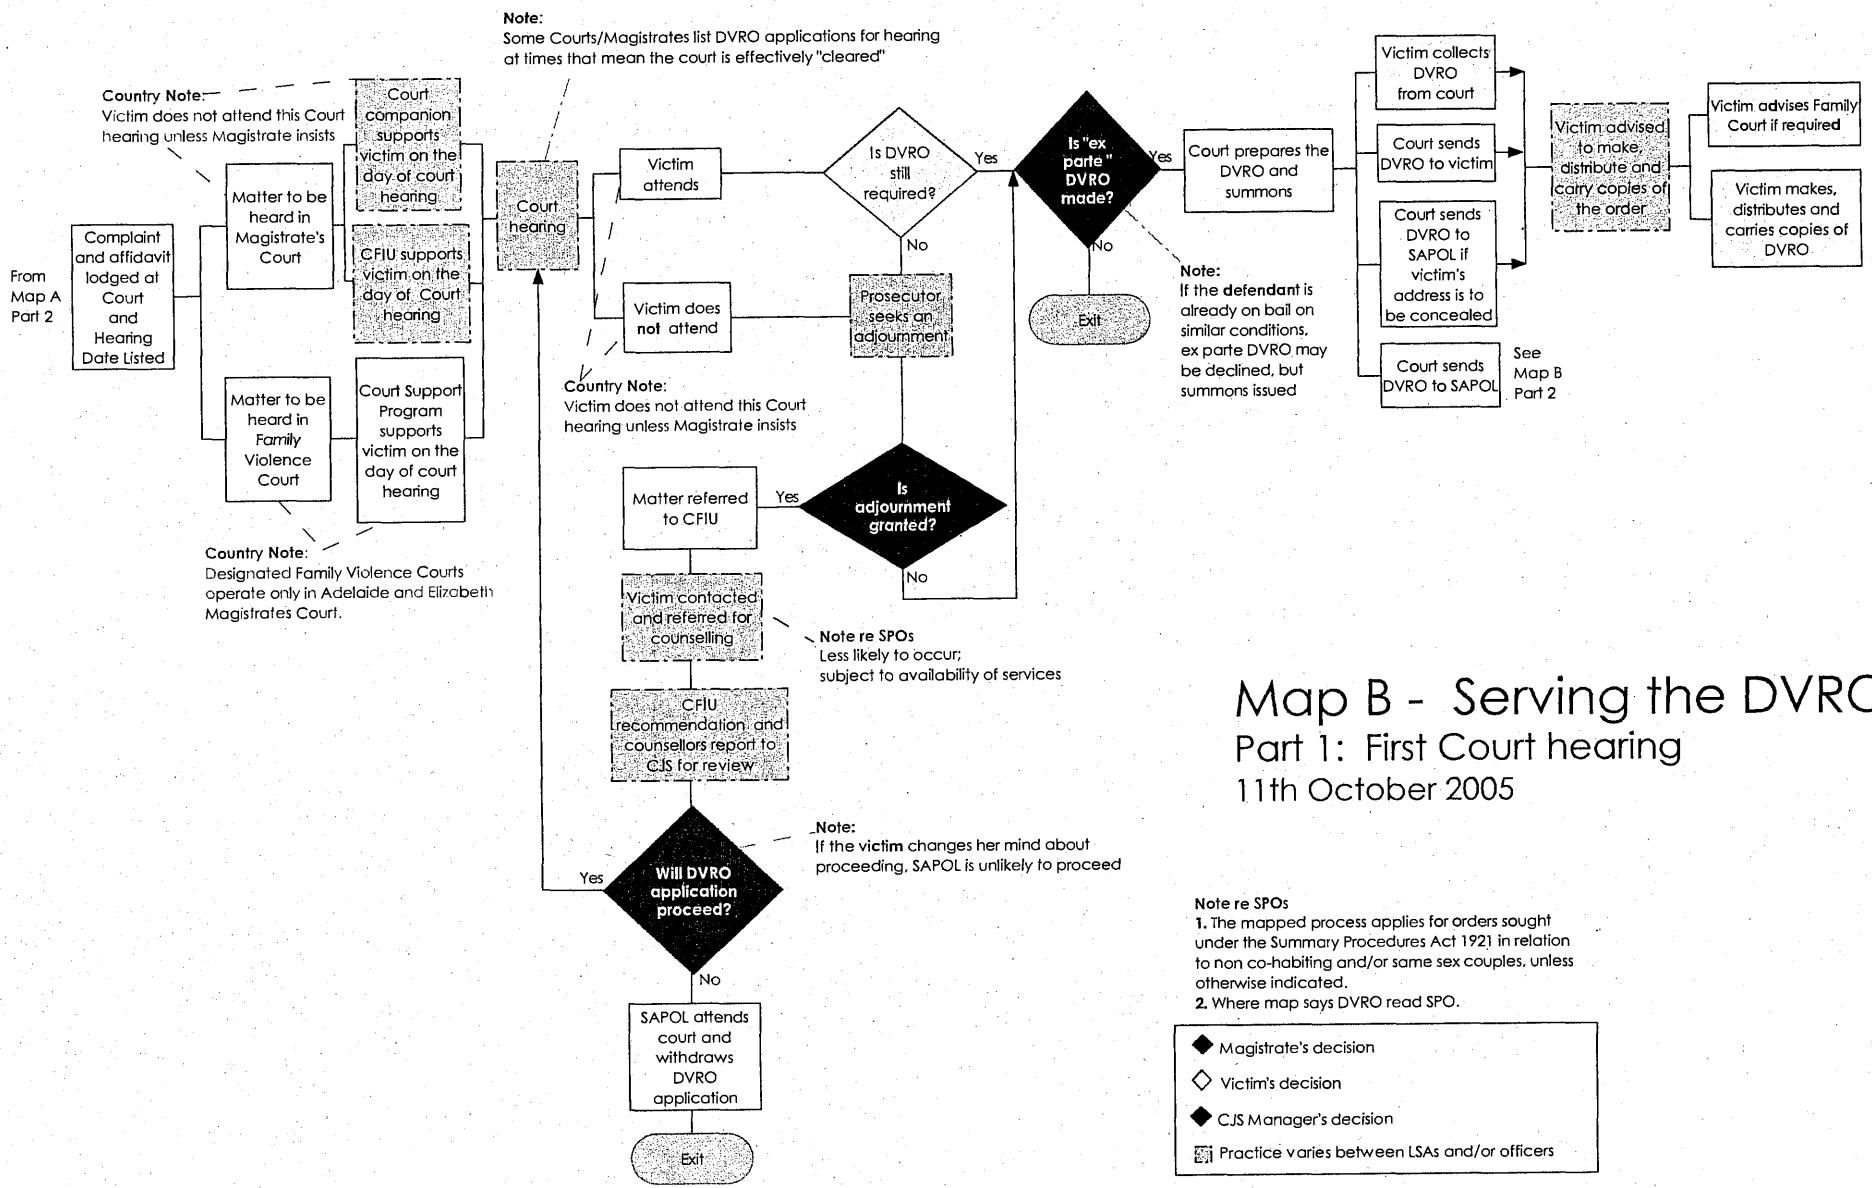 Note:
Some Courts/Magistrates list DVRO applications for hearing
at times that mean the court is effectively "cleared"
Country Note:
Victim does not attend this Court
hearing unless Magistrate insists
From
Map A
Part 2
Complaint
and affidavit
lodged at
Court
and
Hearing
Date Listed
Matter to be
heard in
Magistrate's
Court
Matter to be
heard in
Family
Violence
Court
Court
companion
supports
victim on the
day of court
hearing
CFIU supports
victim on the
day of Court
hearing
Court Support
Program
supports
victim on the
day of court
hearing
Country Note:
Designated Family Violence Courts
operate only in Adelaide and Elizabeth
Magistrates Court.
Court
hearing
Victim
attends
Victim does
not attend
Country Note:
Victim does not attend this Court
hearing unless Magistrate insists
Is DVRO
still
required?
Yes
No
Prosecutor
seeks an
adjournment
Is
adjournment
granted?
Yes
No
Matter referred
to CFIU
Victim contacted
and referred for
counselling
Note re SPOs
Less likely to occur;
subject to availability of services
CFIU
recommendation and
counsellors report to
CJS for review
Will DVRO
application
proceed?
Yes
No
Note:
If the victim changes her mind about
proceeding, SAPOL is unlikely to proceed
SAPOL attends
court and
withdraws
DVRO
application
Exit
Is "ex
parte"
DVRO
made?
Yes
No
Exit
Note:
If the defendant is
already on bail on
similar conditions,
ex parte DVRO may
be declined, but
summons issued
Court prepares the
DVRO and
summons
Victim collects
DVRO
from court
Court sends
DVRO to victim
Court sends
DVRO to
SAPOL if
victim's
address is to
be concealed
Court sends
DVRO to SAPOL
See
Map B
Part 2
Victim advised
to make,
distribute and
carry copies of
the order
Victim advises Family
Court if required
Victim makes,
distributes and
carries copies of
DVRO
Map B - Serving the DVRO
Part 1: First Court hearing
11th October 2005
Note re SPOs
1. The mapped process applies for orders sought
under the Summary Procedures Act 1921 in relation
to non co-habiting and/or same sex couples, unless
otherwise indicated.
2. Where map says DVRO read SPO.
Magistrate's decision
Victim's decision
CJS Manager's decision
Practice varies between LSAs and/or officers